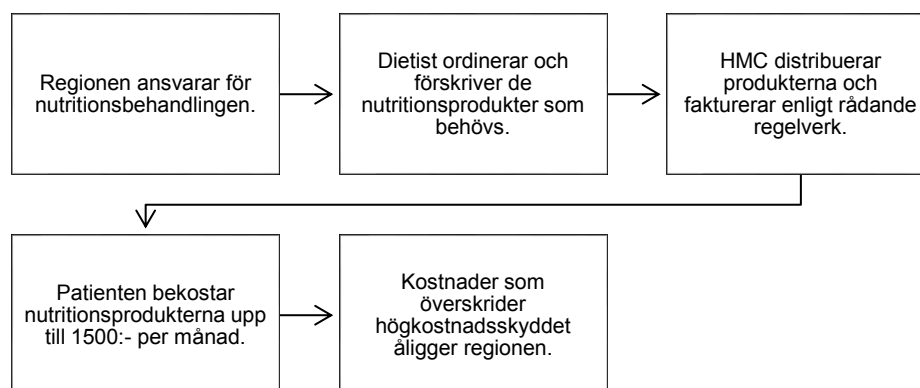 Regionen ansvarar för
nutritionsbehandlingen.
Dietist ordinerar och
förskriver de
nutritionsprodukter som
behövs.
HMC distribuerar
produkterna och
fakturerar enligt rådande
regelverk.
Patienten bekostar
nutritionsprodukterna upp
till 1500:- per månad.
Kostnader som
överskrider
högkostnadsskyddet
åligger regionen.